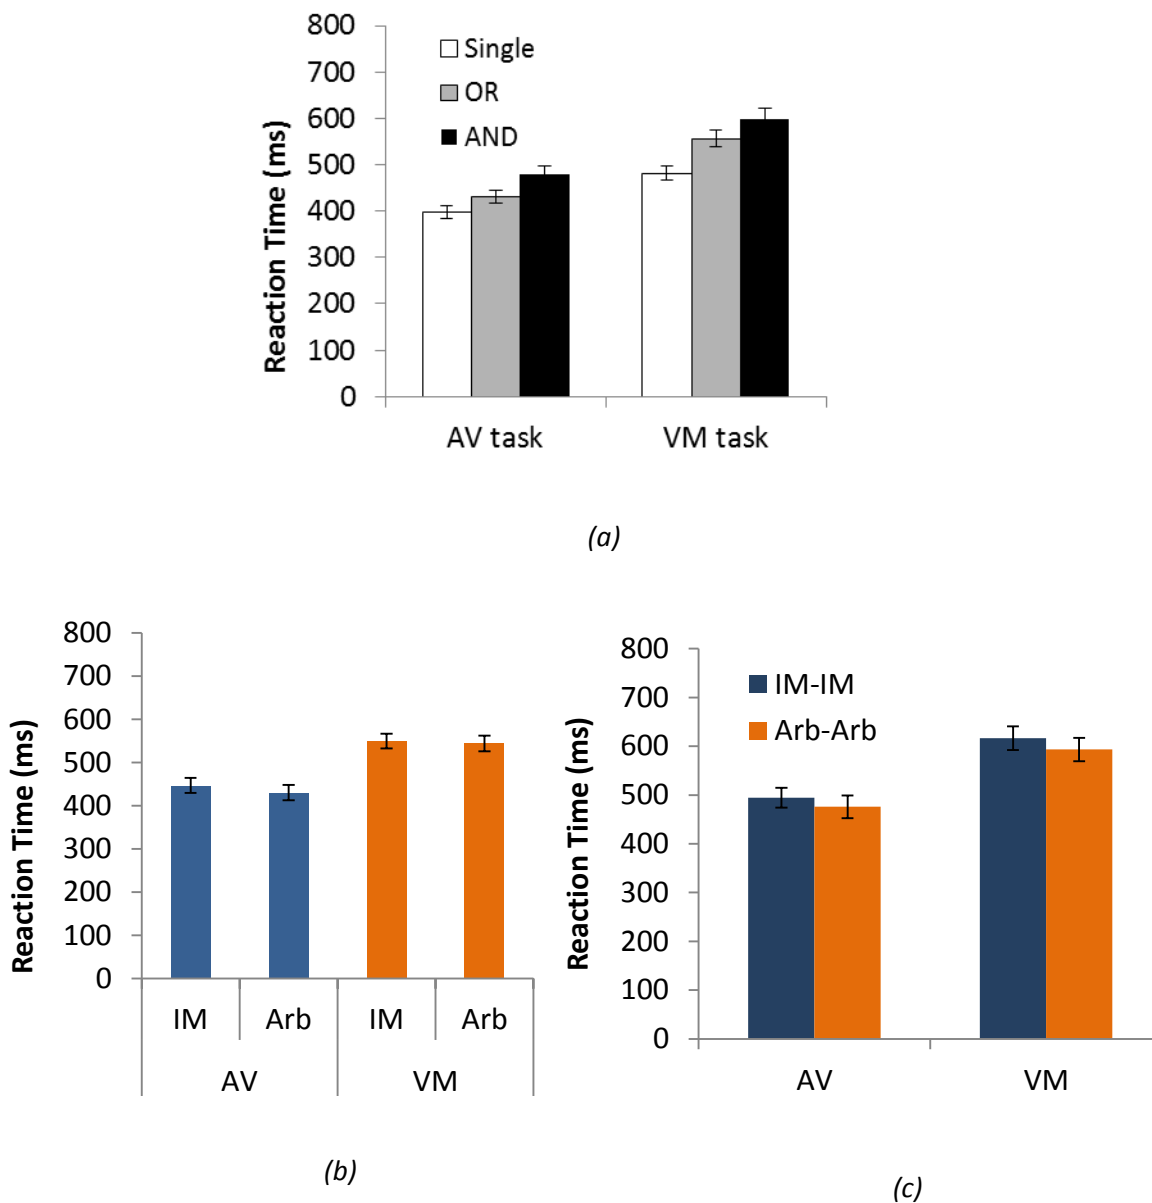 800
700
600
500
400
300
200
100
0
Reaction Time (ms)
Single
OR
AND
AV task VM task
(a)
800
700
600
500
400
300
200
100
0
Reaction Time (ms)
IM Arb IM Arb
AV VM
(b)
800
700
600
500
400
300
200
100
0
Reaction Time (ms)
IM-IM
Arb-Arb
AV VM
(c)